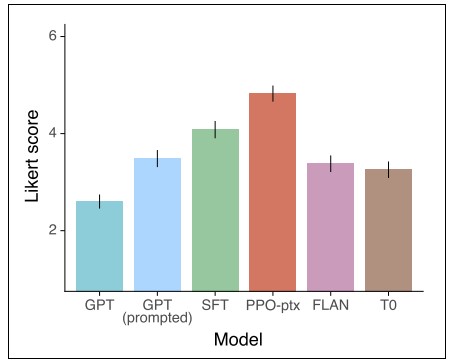 6
4
2
Likert score
GPT GPT SFT PPO-ptx FLAN T0
(prompted)
Model